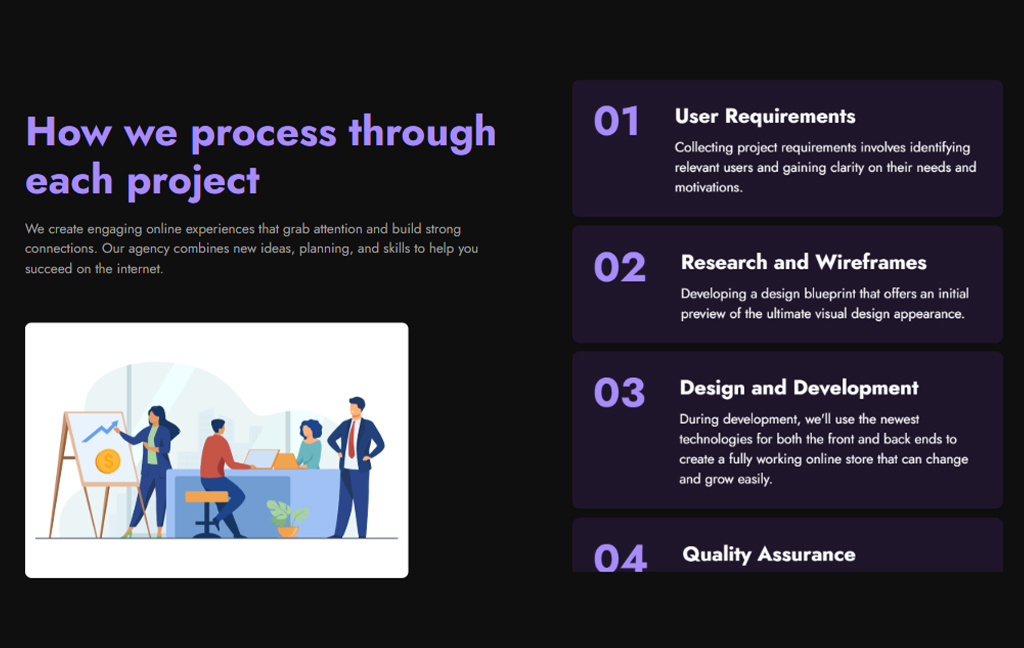 How we process through
each project
We create engaging online experiences that grab attention and build strong
connections. Our agency combines new ideas, planning, and skills to help you
succeed on the internet.
$
01
User Requirements
Collecting project requirements involves identifying
relevant users and gaining clarity on their needs and
motivations.
02
Research and Wireframes
Developing a design blueprint that offers an initial
preview of the ultimate visual design appearance.
03
Design and Development
During development, we'll use the newest
technologies for both the front and back ends to
create a fully working online store that can change
and grow easily.
04
Quality Assurance